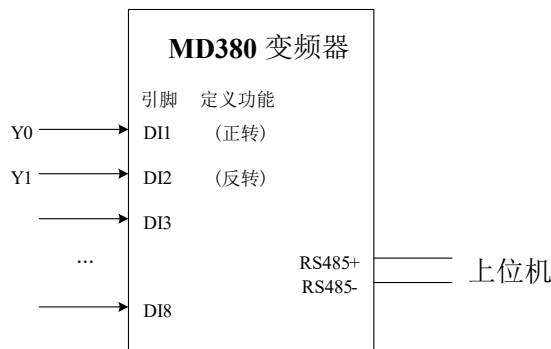 MD380 变频器
引脚 定义功能
Y0 DI1 (正转)
Y1 DI2 (反转)
DI3
...
RS485+
RS485-
上位机
DI8